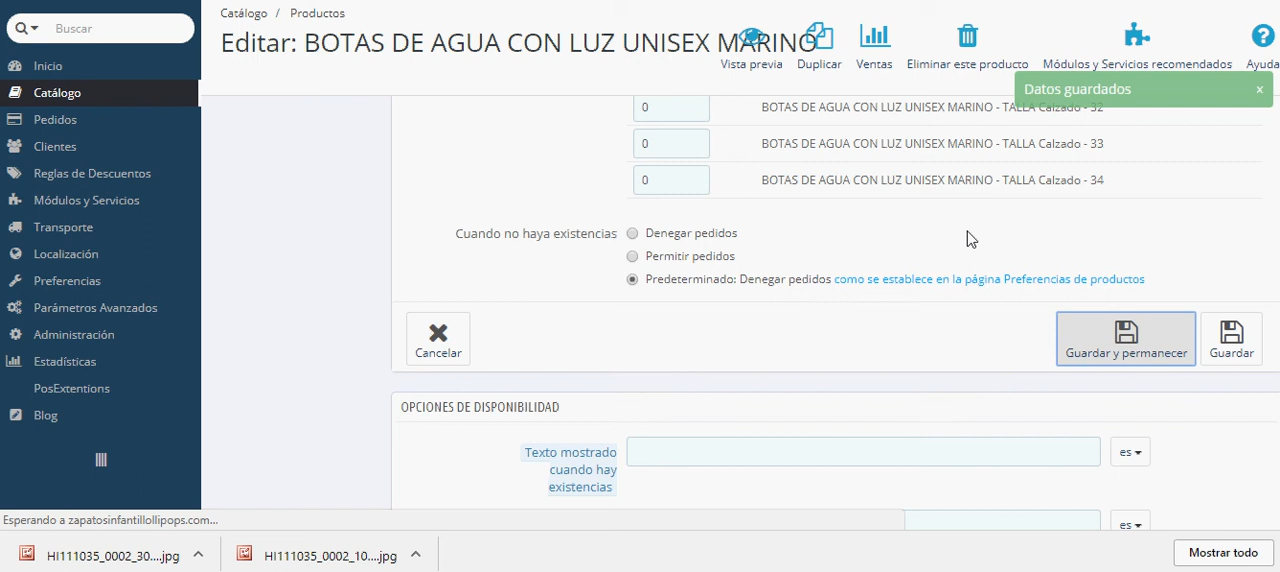 Catálogo / Productos
Editar: BOTAS DE AGUA CON LUZ UNISEX MARINO
Buscar
Vista previa
Duplicar
Ventas
Eliminar este producto
Módulos y Servicios recomendados
Ayuda
Datos guardados x
Inicio
Catálogo
Pedidos
Clientes
Reglas de Descuentos
Módulos y Servicios
Transporte
Localización
Preferencias
Parámetros Avanzados
Administración
Estadísticas
PosExtentions
Blog
0 BOTAS DE AGUA CON LUZ UNISEX MARINO - TALLA Calzado - 32
0 BOTAS DE AGUA CON LUZ UNISEX MARINO - TALLA Calzado - 33
0 BOTAS DE AGUA CON LUZ UNISEX MARINO - TALLA Calzado - 34
Cuando no haya existencias
Denegar pedidos
Permitir pedidos
Predeterminado: Denegar pedidos como se establece en la página Preferencias de productos
Cancelar
Guardar y permanecer
Guardar
OPCIONES DE DISPONIBILIDAD
Texto mostrado
cuando hay
existencias
es
es
Esperando a zapatosinfantillollipops.com...
HI111035_0002_30....jpg
HI111035_0002_10....jpg
Mostrar todo